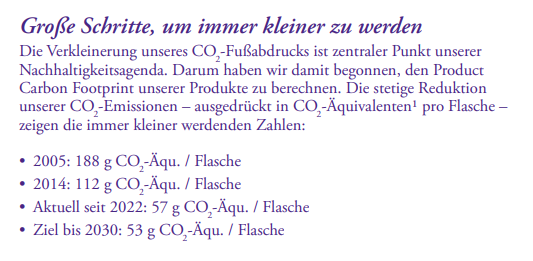 Große Schritte, um immer kleiner zu werden
Die Verkleinerung unseres CO₂-Fußabdrucks ist zentraler Punkt unserer
Nachhaltigkeitsagenda. Darum haben wir damit begonnen, den Product
Carbon Footprint unserer Produkte zu berechnen. Die stetige Reduktion
unserer CO₂-Emissionen – ausgedrückt in CO₂-Äquivalenten¹ pro Flasche –
zeigen die immer kleiner werdenden Zahlen:
• 2005: 188 g CO₂-Äqu. / Flasche
• 2014: 112 g CO₂-Äqu. / Flasche
• Aktuell seit 2022: 57 g CO₂-Äqu. / Flasche
• Ziel bis 2030: 53 g CO₂-Äqu. / Flasche